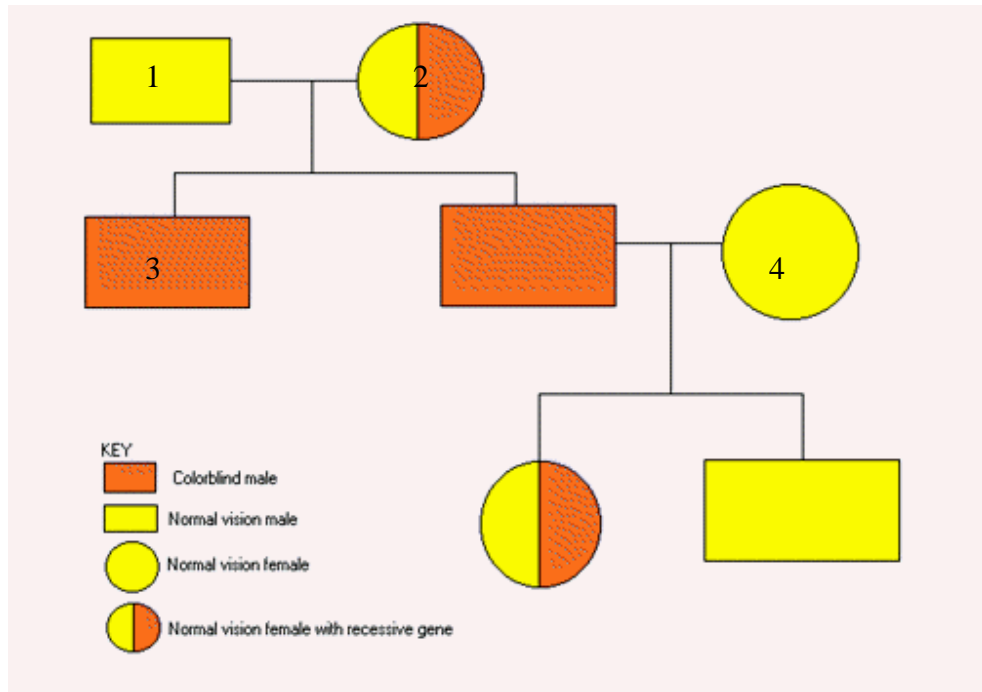 1
2
3
4
KEY
Colorblind male
Normal vision male
Normal vision female
Normal vision female with recessive gene